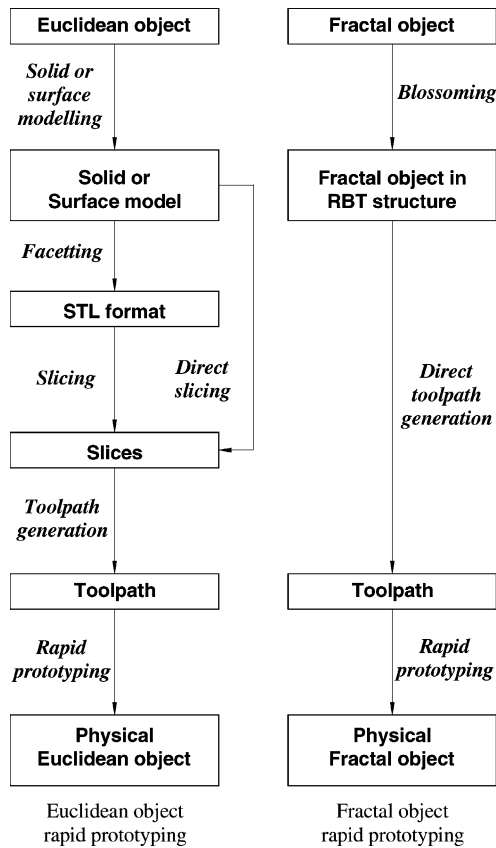 Euclidean object
Solid or
surface
modelling
Solid or
Surface model
Facetting
STL format
Slicing
Direct
slicing
Slices
Toolpath
generation
Toolpath
Rapid
prototyping
Physical
Euclidean object
Euclidean object
rapid prototyping
Fractal object
Blossoming
Fractal object in
RBT structure
Direct
toolpath
generation
Toolpath
Rapid
prototyping
Physical
Fractal object
Fractal object
rapid prototyping